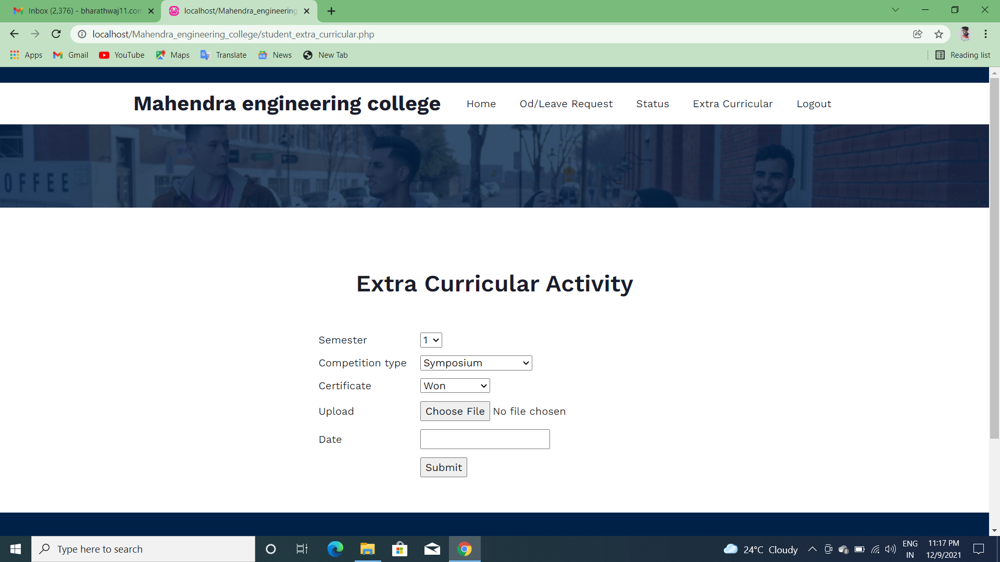 Inbox (2,376) - bharathwaj11.com
localhost/Mahendra_engineering
localhost/Mahendra_engineering_college/student_extra_curricular.php
Apps Gmail YouTube Maps Translate News New Tab Reading list
Mahendra engineering college Home Od/Leave Request Status Extra Curricular Logout
OFFEE
Extra Curricular Activity
Semester 1
Competition type Symposium
Certificate Won
Upload Choose File No file chosen
Date
Submit
Type here to search
24°C Cloudy
ENG
IN
11:17 PM
12/9/2021